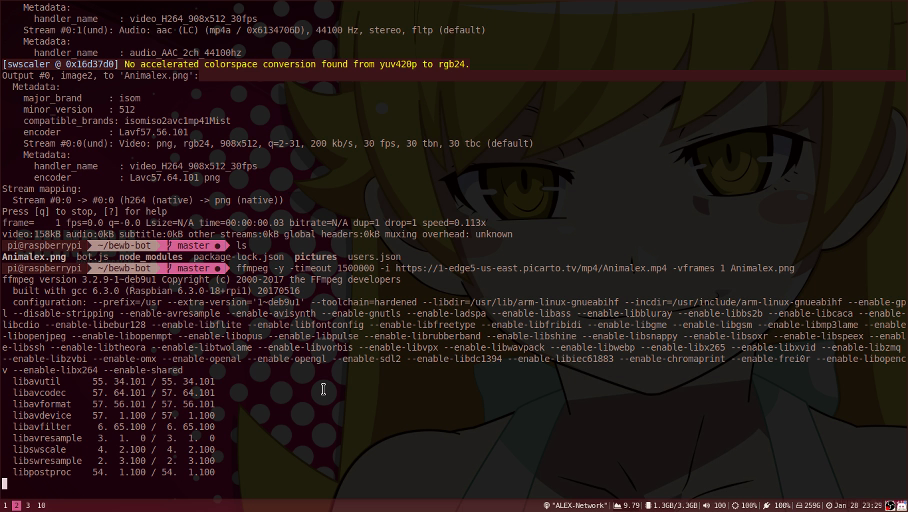 Metadata:
handler_name : video_H264_908x512_30fps
Stream #0:1(und): Audio: aac (LC) (mp4a / 0x6134706D), 44100 Hz, stereo, fltp (default)
Metadata:
handler_name : audio_AAC_2ch_44100hz
[swscaler @ 0x16d37d0] No accelerated colorspace conversion found from yuv420p to rgb24.
Output #0, image2, to 'Animalex.png':
Metadata:
major_brand : isom
minor_version : 512
compatible_brands: isomiso2avc1mp41Mist
encoder : Lavf57.56.101
Stream #0:0(und): Video: png, rgb24, 908x512, q=2-31, 200 kb/s, 30 fps, 30 tbn, 30 tbc (default)
Metadata:
handler_name : video_H264_908x512_30fps
encoder : Lavc57.64.101 png
Stream mapping:
Stream #0:0 -> #0:0 (h264 (native) -> png (native))
Press [q] to stop, [?] for help
frame= 1 fps=0.0 q=-0.0 Lsize=N/A time=00:00:00.03 bitrate=N/A dup=1 drop=1 speed=0.113x
video:158kB audio:0kB subtitle:0kB other streams:0kB global headers:0kB muxing overhead: unknown
pi@raspberrypi ~/bewb-bot master ● ls
Animalex.png bot.js node_modules package-lock.json pictures users.json
pi@raspberrypi ~/bewb-bot master ● ffmpeg -y -timeout 1500000 -i https://1-edge5-us-east.picarto.tv/mp4/Animalex.mp4 -vframes 1 Animalex.png
ffmpeg version 3.2.9-1~deb9u1 Copyright (c) 2000-2017 the FFmpeg developers
built with gcc 6.3.0 (Raspbian 6.3.0-18+rpi1) 20170516
configuration: --prefix=/usr --extra-version='1~deb9u1' --toolchain=hardened --libdir=/usr/lib/arm-linux-gnueabihf --incdir=/usr/include/arm-linux-gnueabihf --enable-gp
l --disable-stripping --enable-avresample --enable-avisynth --enable-gnutls --enable-ladspa --enable-libass --enable-libbluray --enable-libbs2b --enable-libcaca --enable-
libcdio --enable-libebur128 --enable-libflite --enable-libfontconfig --enable-libfreetype --enable-libfribidi --enable-libgme --enable-libgsm --enable-libmp3lame --enable
-libopenjpeg --enable-libopenmpt --enable-libopus --enable-libpulse --enable-librubberband --enable-libshine --enable-libsnappy --enable-libsoxr --enable-libspeex --enabl
e-libssh --enable-libtheora --enable-libtwolame --enable-libvorbis --enable-libvpx --enable-libwavpack --enable-libwebp --enable-libx265 --enable-libxvid --enable-libzmq
--enable-libzvbi --enable-omx --enable-openal --enable-opengl --enable-sdl2 --enable-libdc1394 --enable-libiec61883 --enable-chromaprint --enable-frei0r --enable-libopenc
v --enable-libx264 --enable-shared
libavutil 55. 34.101 / 55. 34.101
libavcodec 57. 64.101 / 57. 64.101
libavformat 57. 56.101 / 57. 56.101
libavdevice 57. 1.100 / 57. 1.100
libavfilter 6. 65.100 / 6. 65.100
libavresample 3. 1. 0 / 3. 1. 0
libswscale 4. 2.100 / 4. 2.100
libswresample 2. 3.100 / 2. 3.100
libpostproc 54. 1.100 / 54. 1.100
1 2 3 10 "ALEX-Network" 9.79 1.3GB/3.3GB 100 100% 100% 259G Jan 28 23:29